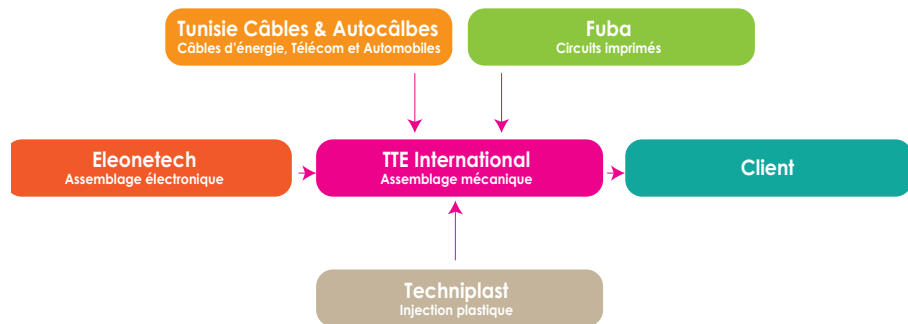 Tunisie Câbles & Autocâlbes
Câbles d'énergie, Télécom et Automobiles
Fuba
Circuits imprimés
Eleonetech
Assemblage électronique
TTE International
Assemblage mécanique
Client
Techniplast
Injection plastique